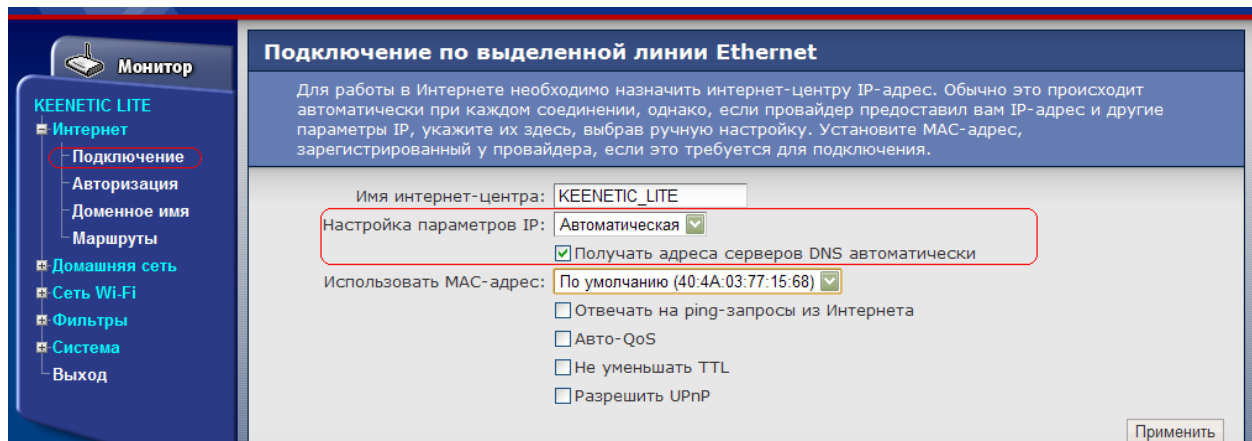 Монитор
KEENETIC LITE
Интернет
Подключение
Авторизация
Доменное имя
Маршруты
Домашняя сеть
Сеть Wi-Fi
Фильтры
Система
Выход
Подключение по выделенной линии Ethernet
Для работы в Интернете необходимо назначить интернет-центру IP-адрес. Обычно это происходит
автоматически при каждом соединении, однако, если провайдер предоставил вам IP-адрес и другие
параметры IP, укажите их здесь, выбрав ручную настройку. Установите MAC-адрес,
зарегистрированный у провайдера, если это требуется для подключения.
Имя интернет-центра: KEENETIC_LITE
Настройка параметров IP: Автоматическая
Получать адреса серверов DNS автоматически
Использовать MAC-адрес: По умолчанию (40:4A:03:77:15:68)
Отвечать на ping-запросы из Интернета
Авто-QoS
Не уменьшать TTL
Разрешить UPnP
Применить